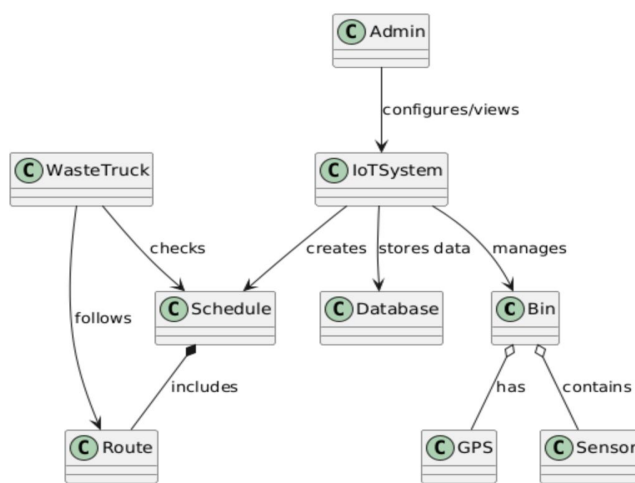 C Admin
configures/views
C WasteTruck
C IoTSystem
checks
creates
stores data
manages
C Schedule
C Database
C Bin
follows
includes
has
contains
C Route
C GPS
C Sensor